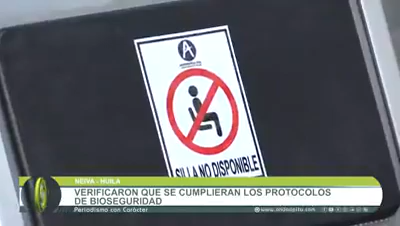 SILLA NO DISPONIBLE
NEIVA - HUILA
VERIFICARON QUE SE CUMPLIERAN LOS PROTOCOLOS
DE BIOSEGURIDAD
Periodismo con Carácter